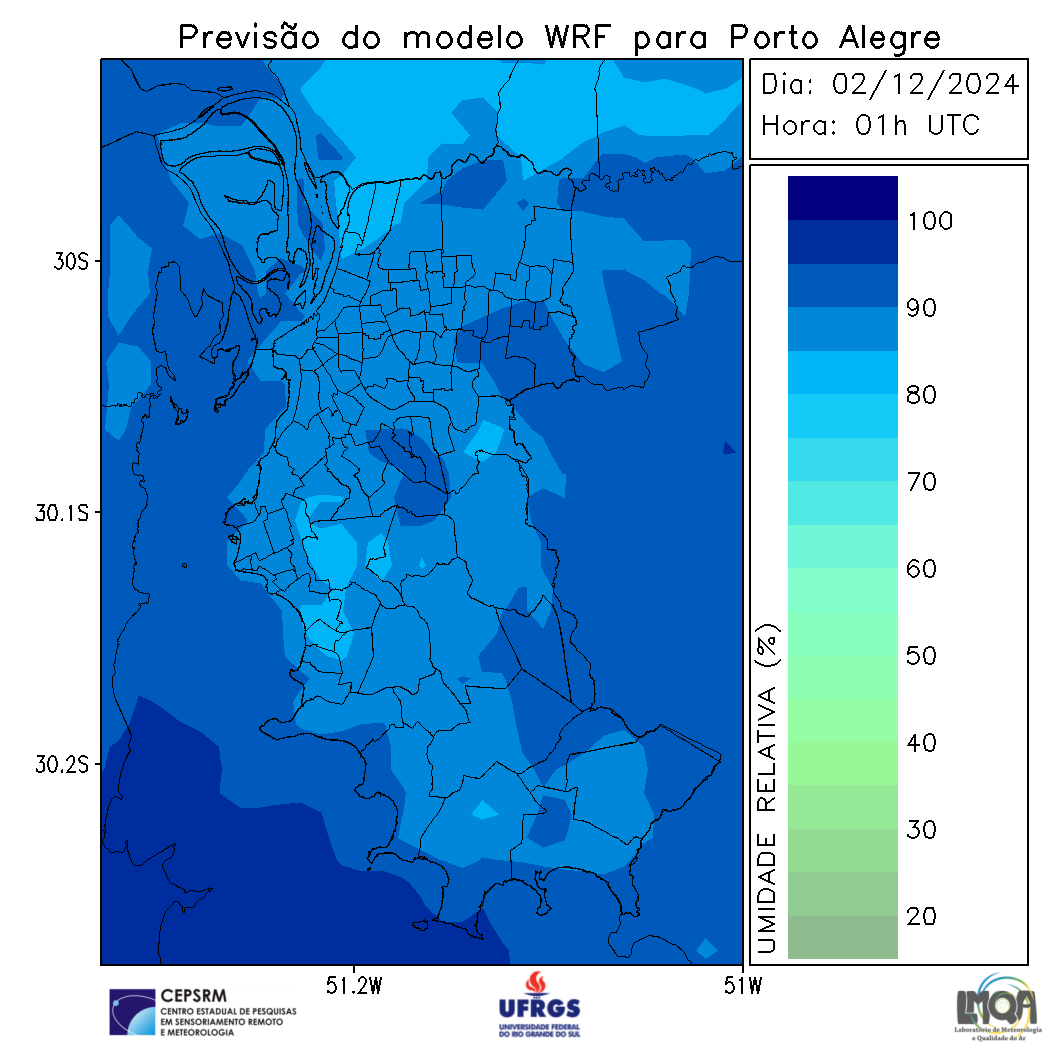 Previsão do modelo WRF para Porto Alegre
Dia: 02/12/2024
Hora: 01h UTC
30S
30.1S
30.2S
51.2W
51W
UMIDADE RELATIVA (%)
100
90
80
70
60
50
40
30
20
CEPSRM
CENTRO ESTADUAL DE PESQUISAS
EM SENSORIAMENTO REMOTO
E METEOROLOGIA
UFRGS
UNIVERSIDADE FEDERAL
DO RIO GRANDE DO SUL
LMQA
Laboratório de Meteorologia
e Qualidade do Ar